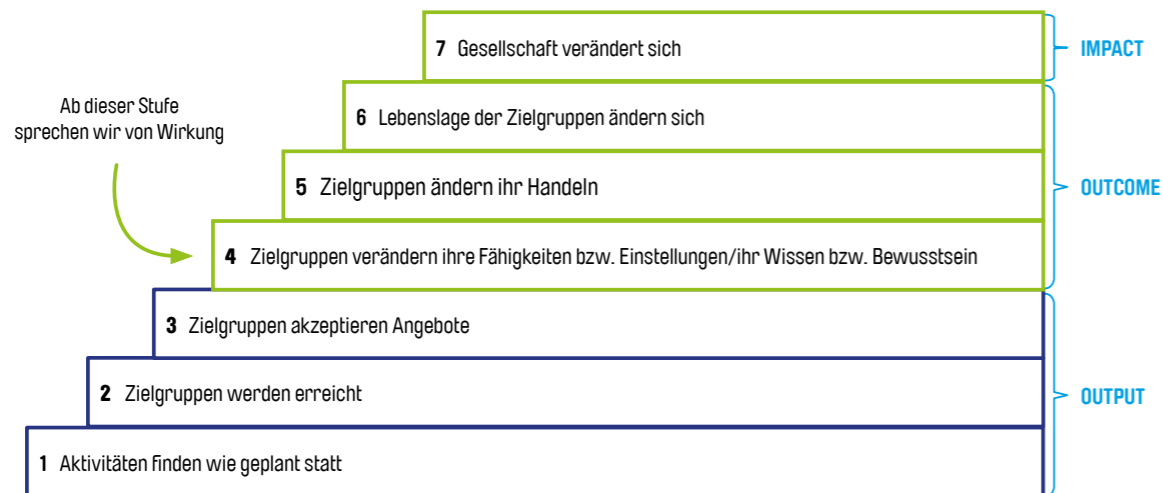 7 Gesellschaft verändert sich
IMPACT
Ab dieser Stufe
sprechen wir von Wirkung
6 Lebenslage der Zielgruppen ändern sich
5 Zielgruppen ändern ihr Handeln
OUTCOME
4 Zielgruppen verändern ihre Fähigkeiten bzw. Einstellungen/ihr Wissen bzw. Bewusstsein
3 Zielgruppen akzeptieren Angebote
2 Zielgruppen werden erreicht
OUTPUT
1 Aktivitäten finden wie geplant statt